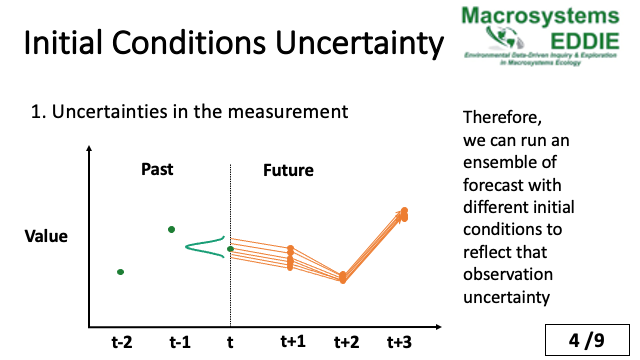 Initial Conditions Uncertainty
Macrosystems
EDDIE
Environmental Data-Driven Inquiry & Exploration
in Macrosystems Ecology
1. Uncertainties in the measurement
Past
Future
Value
t-2
t-1
t
t+1
t+2
t+3
Therefore,
we can run an
ensemble of
forecast with
different initial
conditions to
reflect that
observation
uncertainty
4 /9